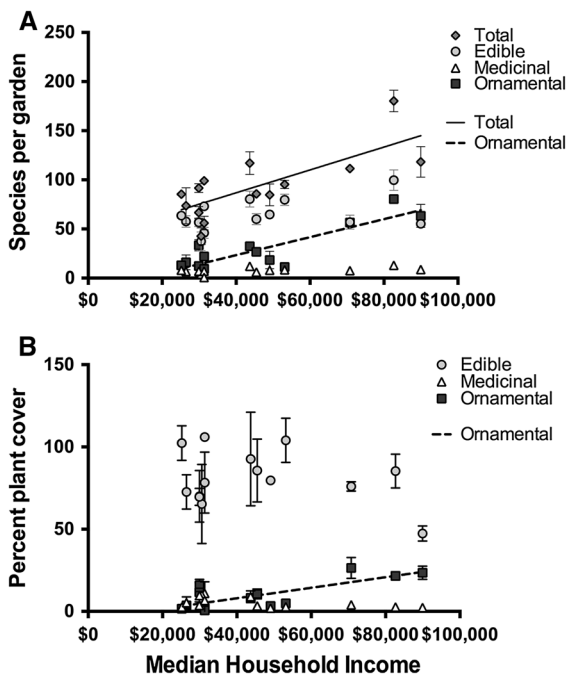 A
Species per garden
250
200
150
100
50
0
$0 $20,000 $40,000 $60,000 $80,000 $100,000
Total
Edible
Medicinal
Ornamental
Total
Ornamental
B
Percent plant cover
150
100
50
0
$0 $20,000 $40,000 $60,000 $80,000 $100,000
Edible
Medicinal
Ornamental
Ornamental
Median Household Income